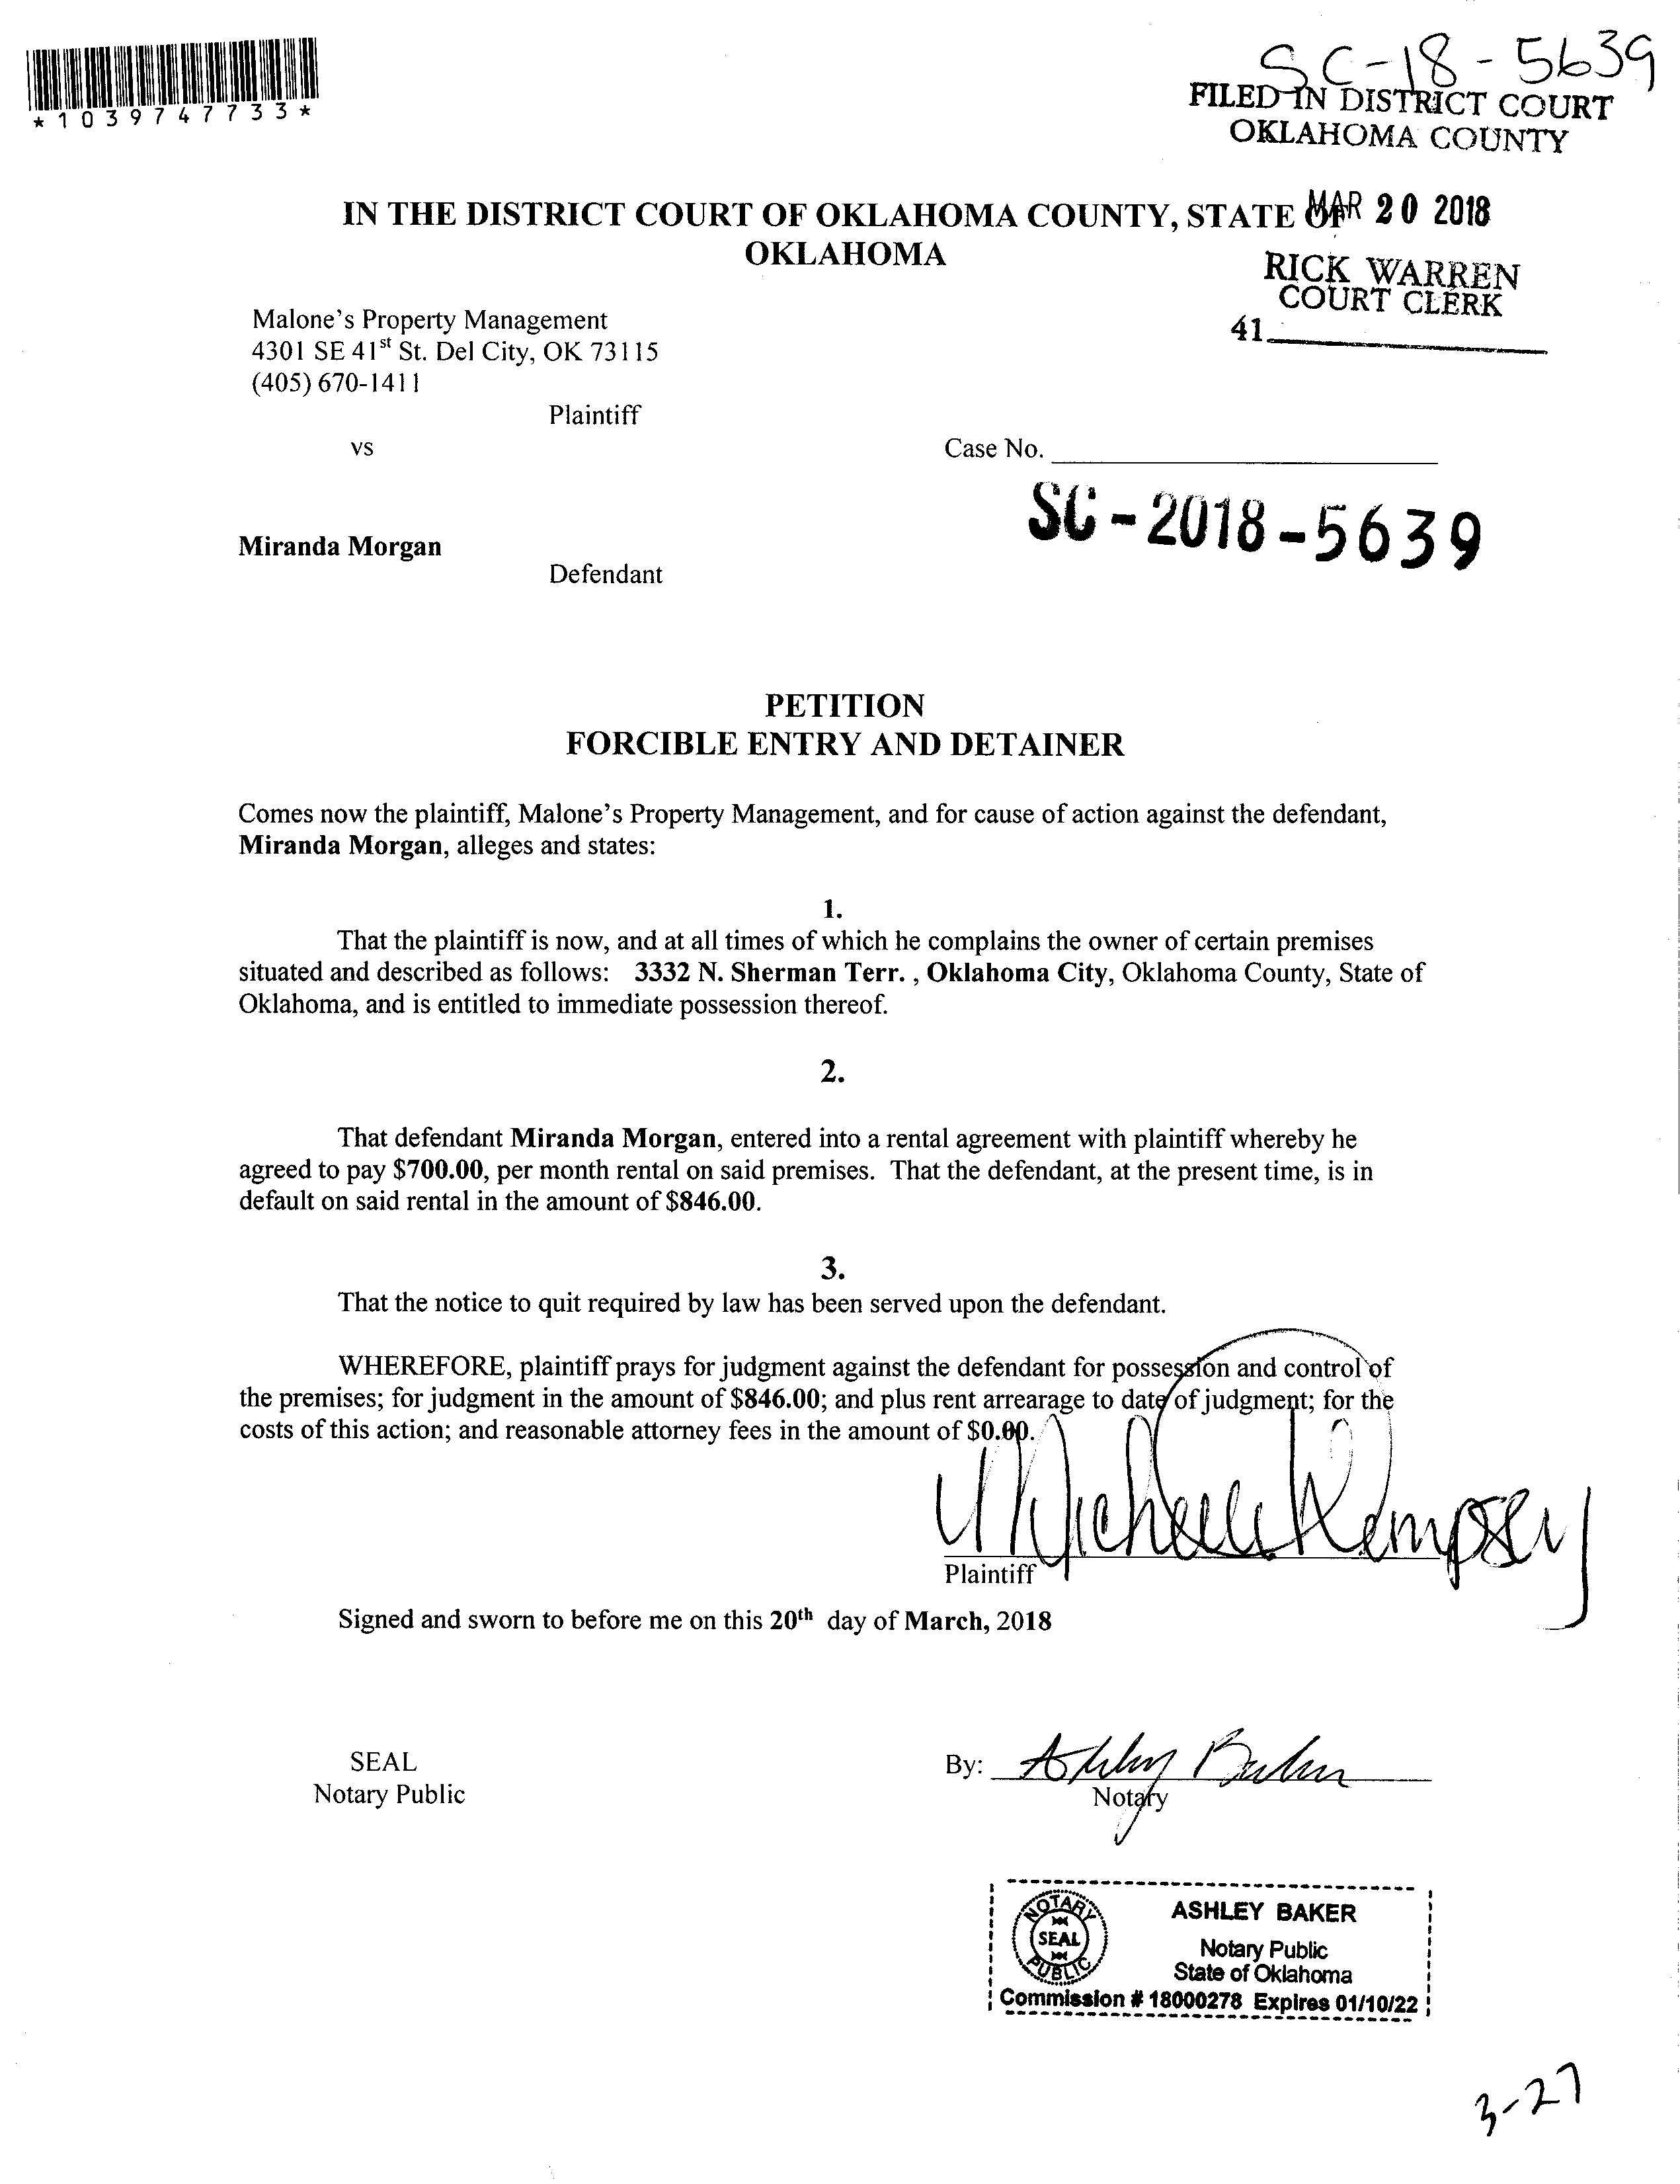 *1039747733*
SC-18-5639
FILED IN DISTRICT COURT
OKLAHOMA COUNTY
IN THE DISTRICT COURT OF OKLAHOMA COUNTY, STATE OF
MAR 20 2018
OKLAHOMA
RICK WARREN
COURT CLERK
41
Malone's Property Management
4301 SE 41st St. Del City, OK 73115
(405) 670-1411
Plaintiff
vs
Case No.
SC-2018-5639
Miranda Morgan
Defendant
PETITION
FORCIBLE ENTRY AND DETAINER
Comes now the plaintiff, Malone's Property Management, and for cause of action against the defendant,
Miranda Morgan, alleges and states:
1.
That the plaintiff is now, and at all times of which he complains the owner of certain premises
situated and described as follows: 3332 N. Sherman Terr. , Oklahoma City, Oklahoma County, State of
Oklahoma, and is entitled to immediate possession thereof.
2.
That defendant Miranda Morgan, entered into a rental agreement with plaintiff whereby he
agreed to pay $700.00, per month rental on said premises. That the defendant, at the present time, is in
default on said rental in the amount of $846.00.
3.
That the notice to quit required by law has been served upon the defendant.
WHEREFORE, plaintiff prays for judgment against the defendant for possession and control of
the premises; for judgment in the amount of $846.00; and plus rent arrearage to date of judgment; for the
costs of this action; and reasonable attorney fees in the amount of $0.00.
Michelle Dempsey
Plaintiff
Signed and sworn to before me on this 20th day of March, 2018
SEAL
Notary Public
By: Ashley Baker
Notary
NOTARY
SEAL
PUBLIC
ASHLEY BAKER
Notary Public
State of Oklahoma
Commission # 18000278 Expires 01/10/22
3-27